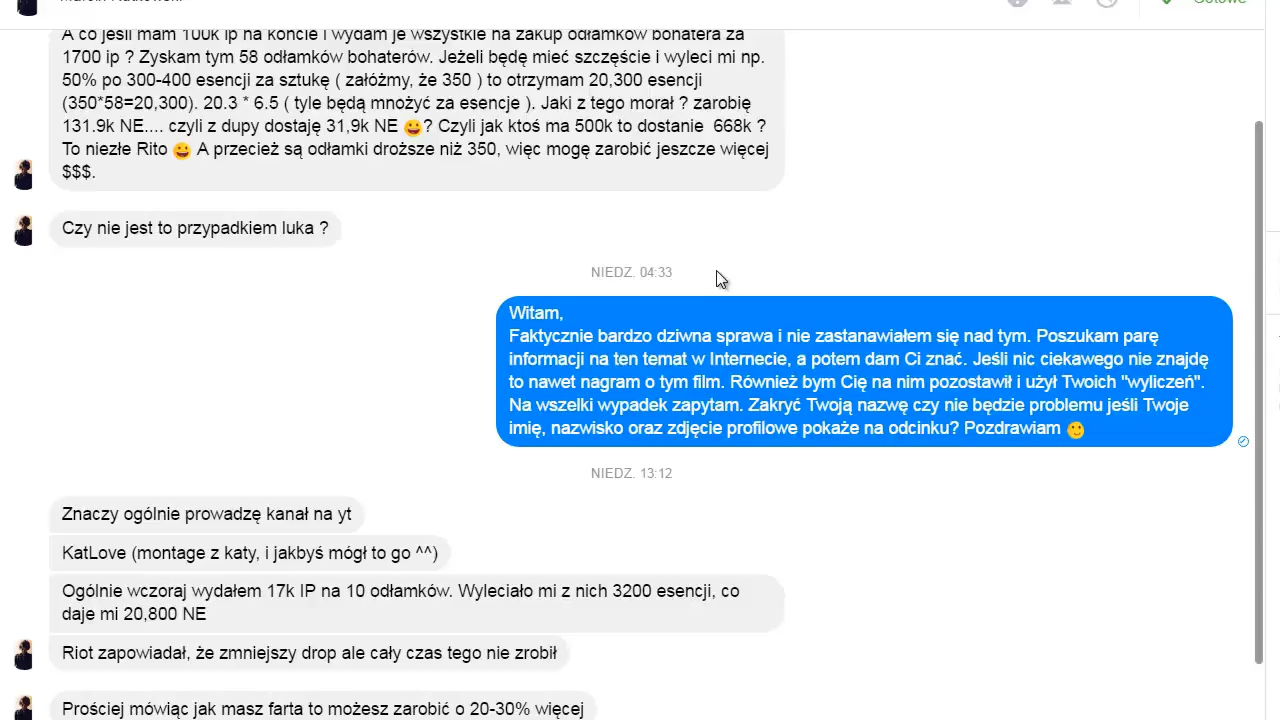 A co jeśli mam 100k ip na koncie i wydam je wszystkie na zakup odłamków bohatera za
1700 ip ? Zyskam tym 58 odłamków bohaterów. Jeżeli będę mieć szczęście i wyleci mi np.
50% po 300-400 esencji za sztukę ( załóżmy, że 350 ) to otrzymam 20,300 esencji
(350*58=20,300). 20.3 * 6.5 ( tyle będą mnożyć za esencje ). Jaki z tego morał ? zarobię
131.9k NE.... czyli z dupy dostaję 31,9k NE 😀? Czyli jak ktoś ma 500k to dostanie 668k ?
To niezłe Rito 😀 A przecież są odłamki droższe niż 350, więc mogę zarobić jeszcze więcej
$$$.
Czy nie jest to przypadkiem luka ?
NIEDZ. 04:33
Witam,
Faktycznie bardzo dziwna sprawa i nie zastanawiałem się nad tym. Poszukam parę
informacji na ten temat w Internecie, a potem dam Ci znać. Jeśli nic ciekawego nie znajdę
to nawet nagram o tym film. Również bym Cię na nim pozostawił i użył Twoich "wyliczeń".
Na wszelki wypadek zapytam. Zakryć Twoją nazwę czy nie będzie problemu jeśli Twoje
imię, nazwisko oraz zdjęcie profilowe pokaże na odcinku? Pozdrawiam 🙂
NIEDZ. 13:12
Znaczy ogólnie prowadzę kanał na yt
KatLove (montage z katy, i jakbyś mógł to go ^^)
Ogólnie wczoraj wydałem 17k IP na 10 odłamków. Wyleciało mi z nich 3200 esencji, co
daje mi 20,800 NE
Riot zapowiadał, że zmniejszy drop ale cały czas tego nie zrobił
Prościej mówiąc jak masz farta to możesz zarobić o 20-30% więcej